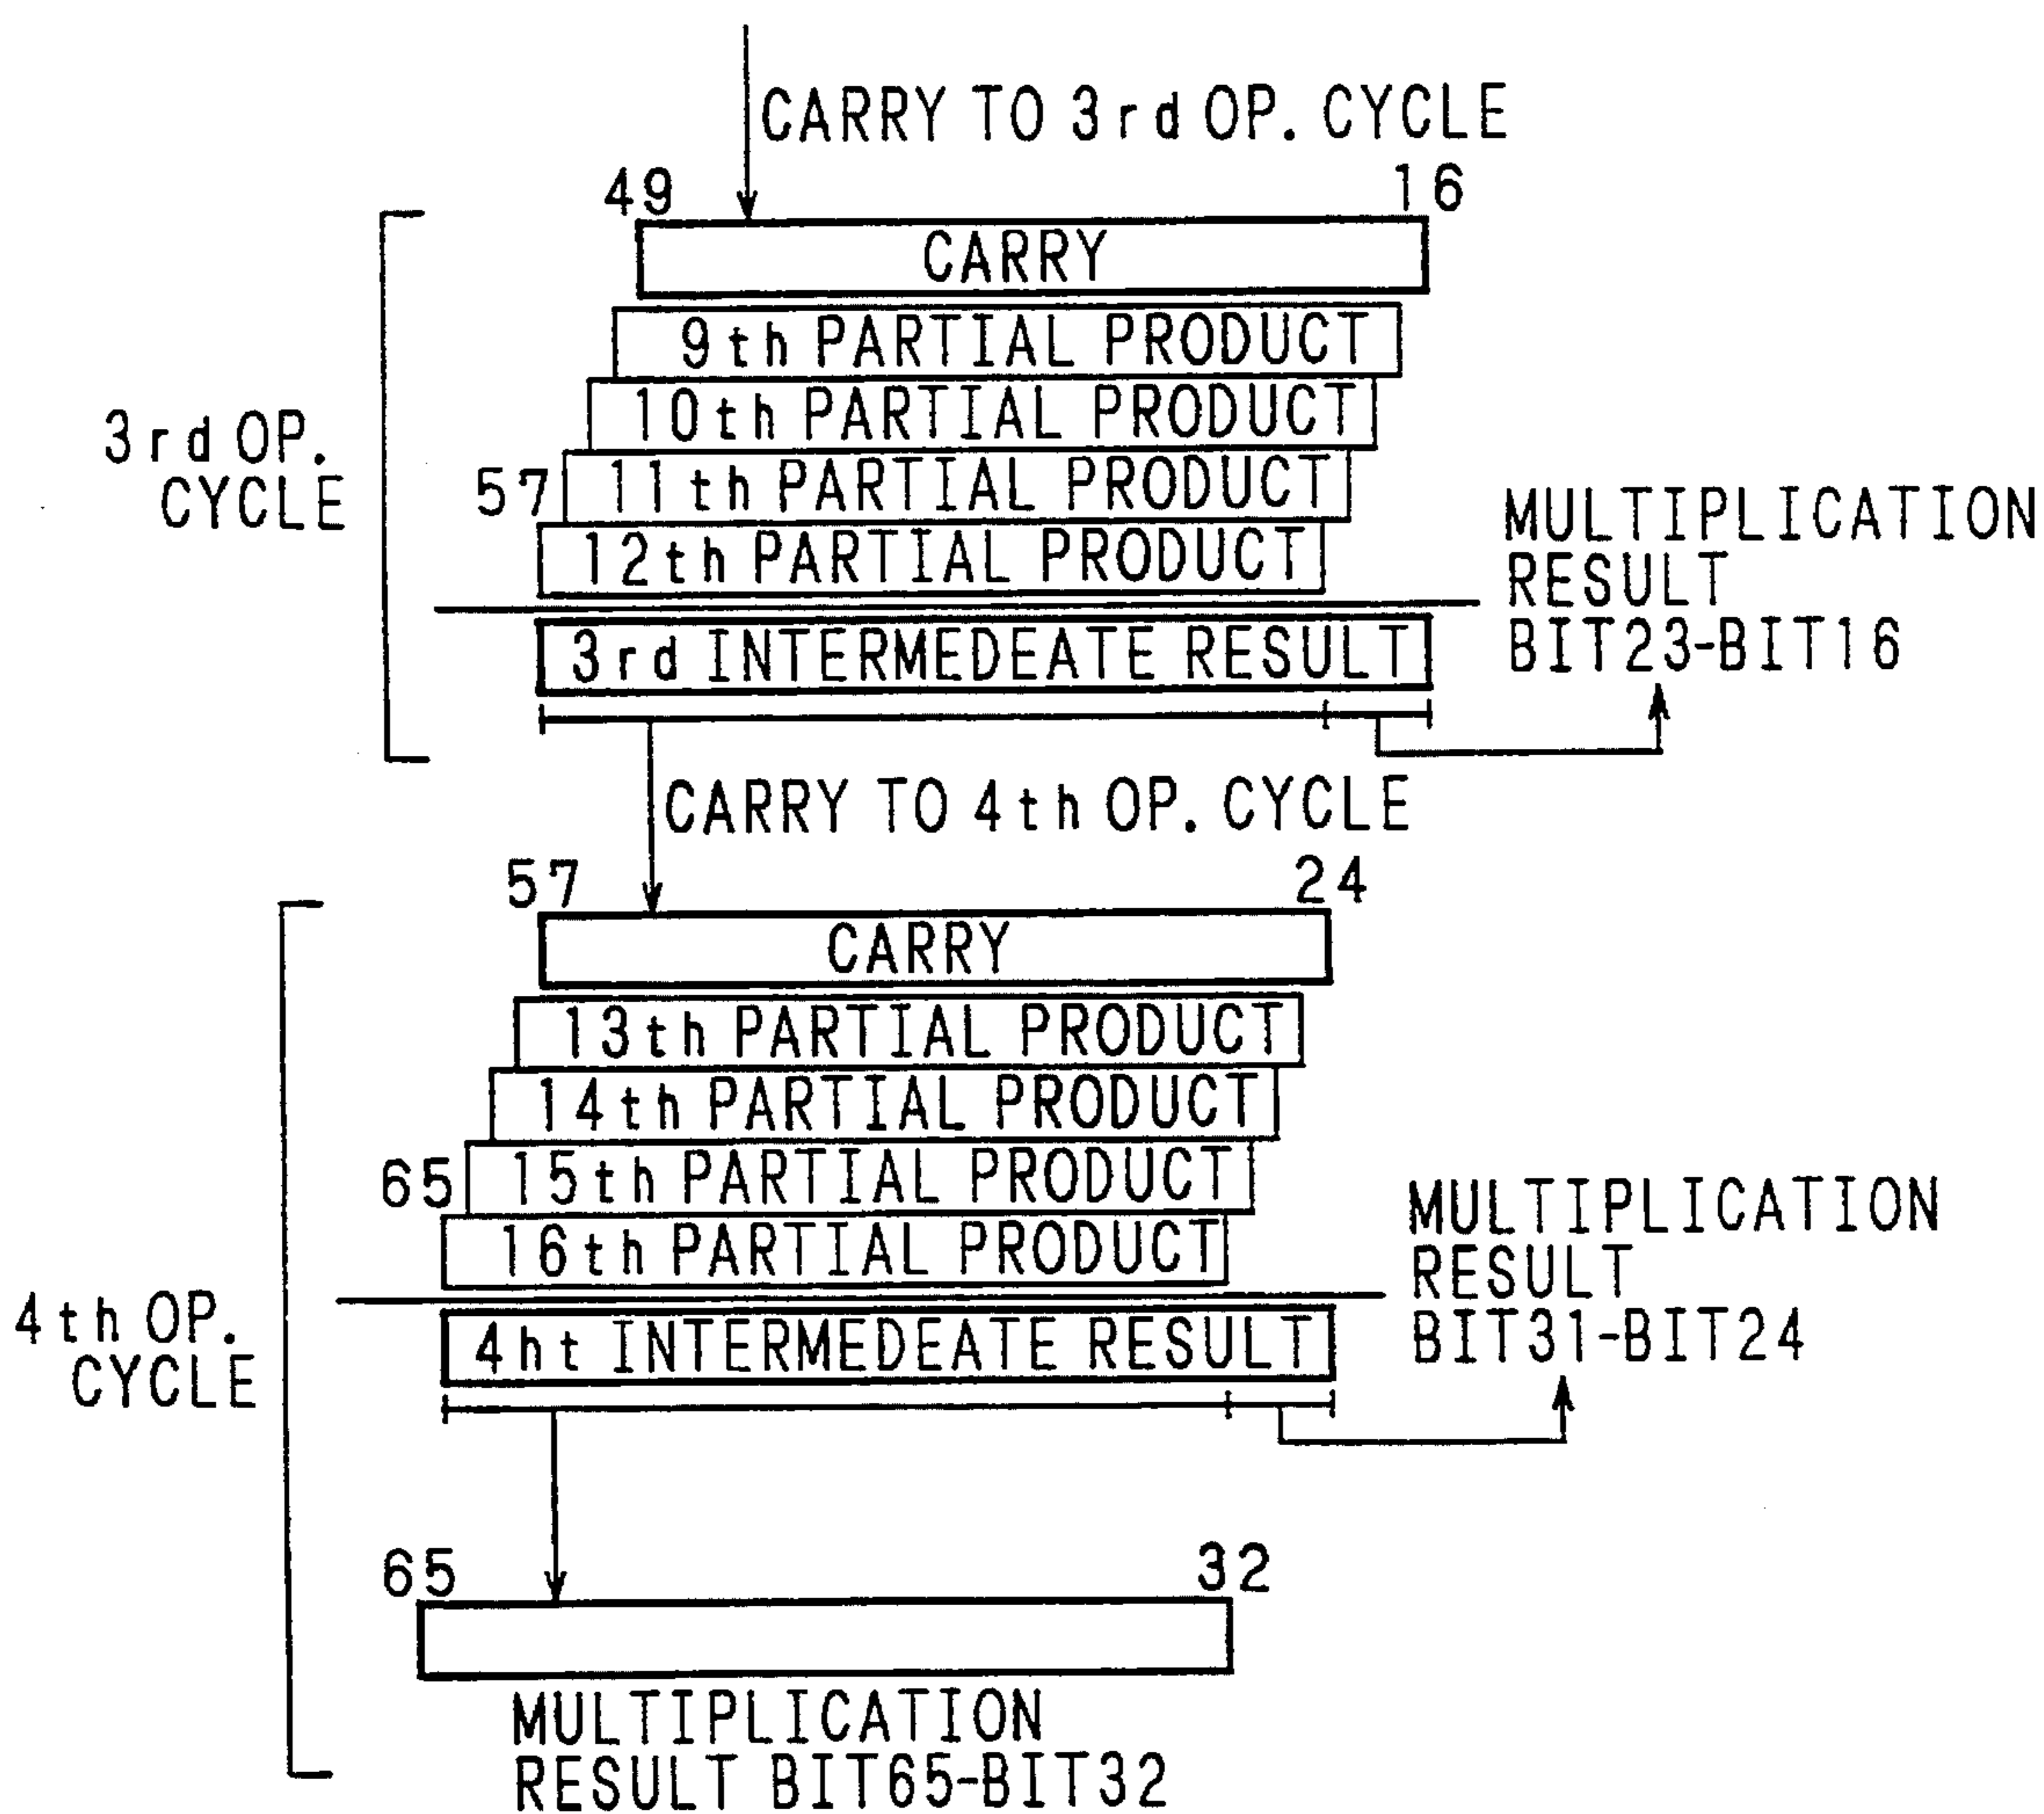 CARRY TO 3rd OP. CYCLE
49
16
CARRY
9th PARTIAL PRODUCT
10th PARTIAL PRODUCT
3rd OP.
CYCLE
57
11th PARTIAL PRODUCT
12th PARTIAL PRODUCT
MULTIPLICATION
RESULT
BIT23-BIT16
3rd INTERMEDEATE RESULT
CARRY TO 4th OP. CYCLE
57
24
CARRY
13th PARTIAL PRODUCT
14th PARTIAL PRODUCT
65
15th PARTIAL PRODUCT
16th PARTIAL PRODUCT
MULTIPLICATION
RESULT
BIT31-BIT24
4th OP.
CYCLE
4ht INTERMEDEATE RESULT
65
32
MULTIPLICATION
RESULT BIT65-BIT32